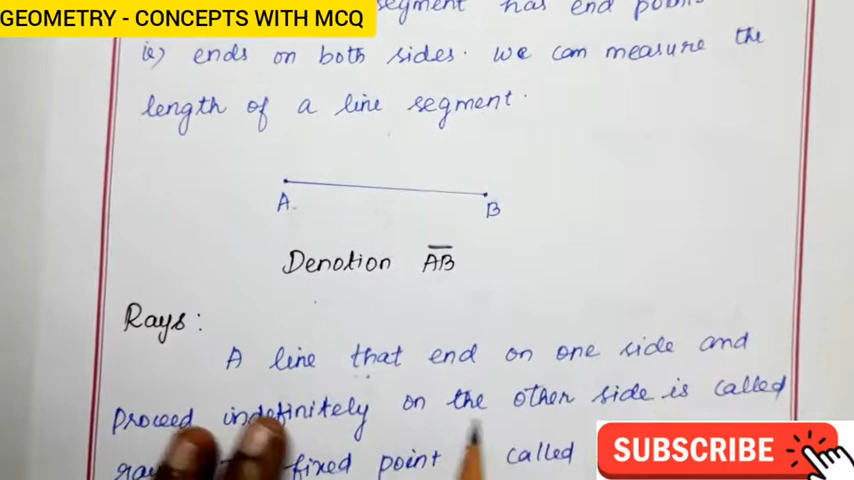 GEOMETRY - CONCEPTS WITH MCQ
segment has end points
ie) ends on both sides. we can measure the
length of a line segment.
A. B
Denotion AB
Rays:
A line that end on one side and
proceed indefinitely on the other side is called
fixed point called
SUBSCRIBE